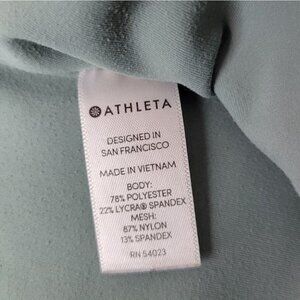 ATHLETA
DESIGNED IN
SAN FRANCISCO
MADE IN VIETNAM
BODY:
78% POLYESTER
22% LYCRA® SPANDEX
MESH:
87% NYLON
13% SPANDEX
RN 54023